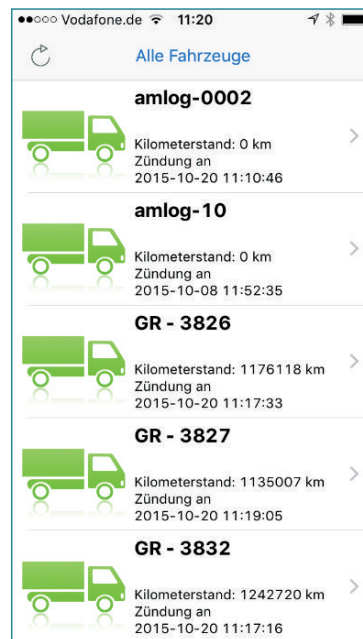 Vodafone.de 11:20
Alle Fahrzeuge
amlog-0002
Kilometerstand: 0 km
Zündung an
2015-10-20 11:10:46
amlog-10
Kilometerstand: 0 km
Zündung an
2015-10-08 11:52:35
GR - 3826
Kilometerstand: 1176118 km
Zündung an
2015-10-20 11:17:33
GR - 3827
Kilometerstand: 1135007 km
Zündung an
2015-10-20 11:19:05
GR - 3832
Kilometerstand: 1242720 km
Zündung an
2015-10-20 11:17:16